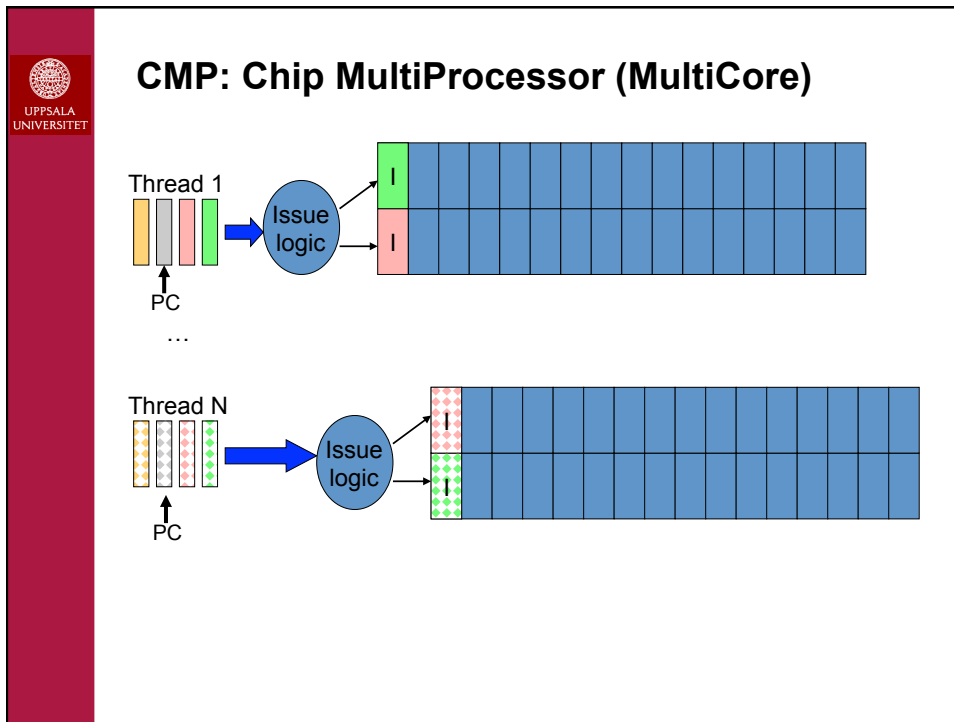 CMP: Chip MultiProcessor (MultiCore)
UPPSALA
UNIVERSITET
Thread 1
Issue
logic
I
I
PC
...
Thread N
Issue
logic
I
I
PC